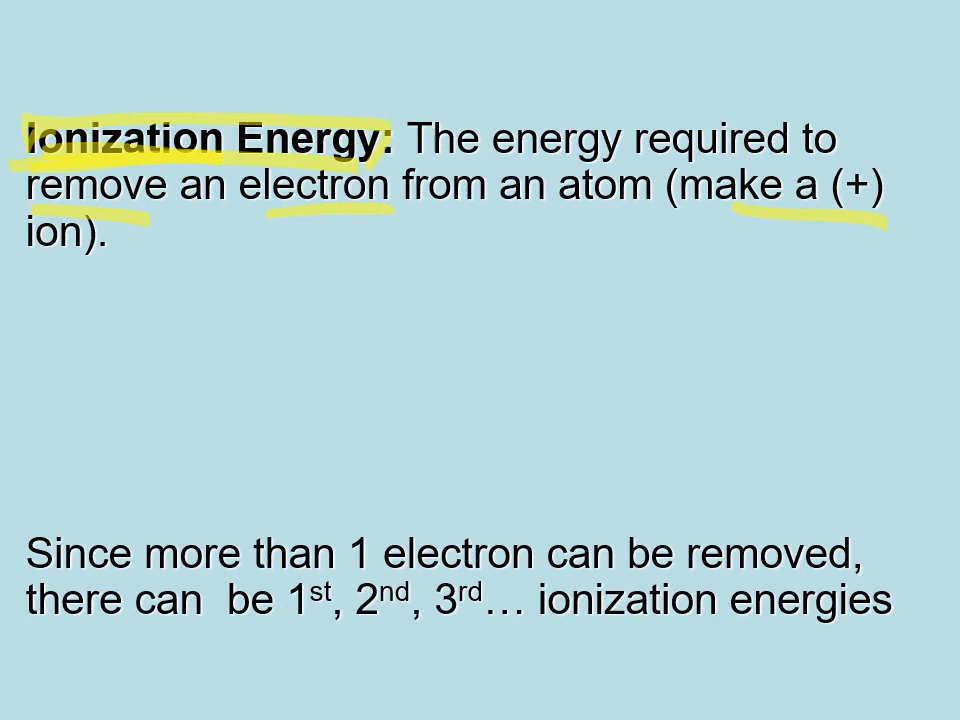 Ionization Energy: The energy required to
remove an electron from an atom (make a (+)
ion).
Since more than 1 electron can be removed,
there can  be 1st, 2nd, 3rd… ionization energies